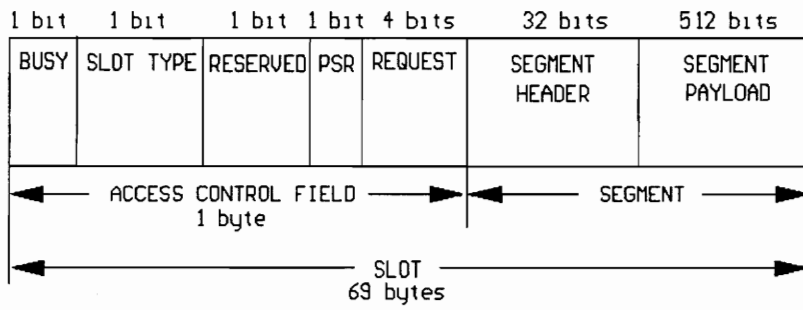 1 bit 1 bit 1 bit 1 bit 4 bits 32 bits 512 bits
BUSY SLOT TYPE RESERVED PSR REQUEST SEGMENT SEGMENT
HEADER PAYLOAD
ACCESS CONTROL FIELD SEGMENT
1 byte
SLOT
69 bytes